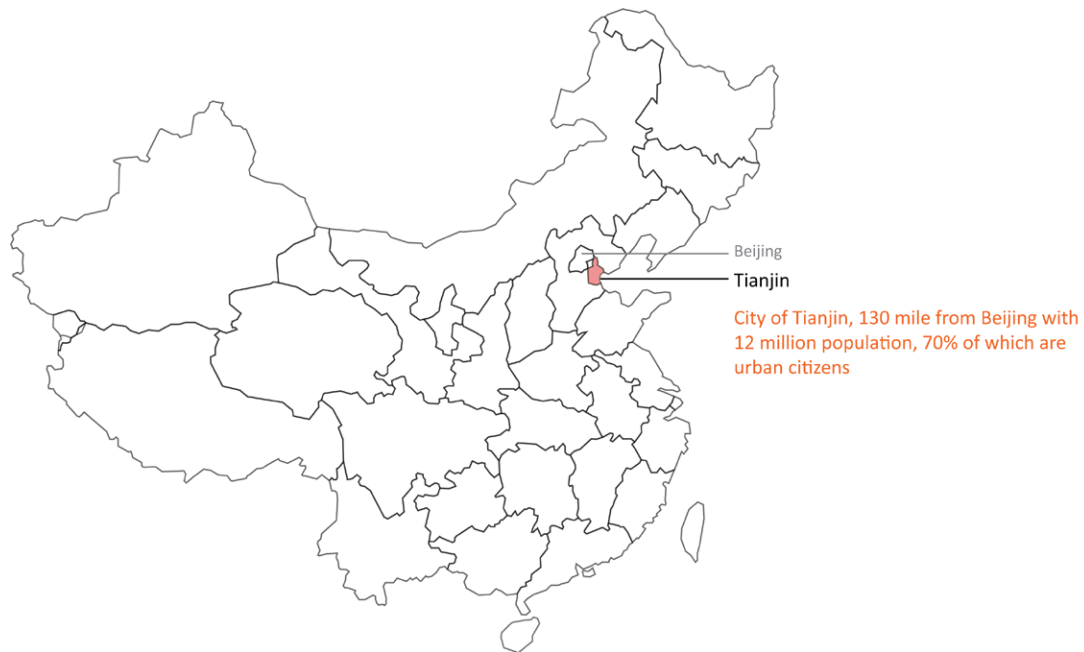 Beijing
Tianjin
City of Tianjin, 130 mile from Beijing with
12 million population, 70% of which are
urban citizens